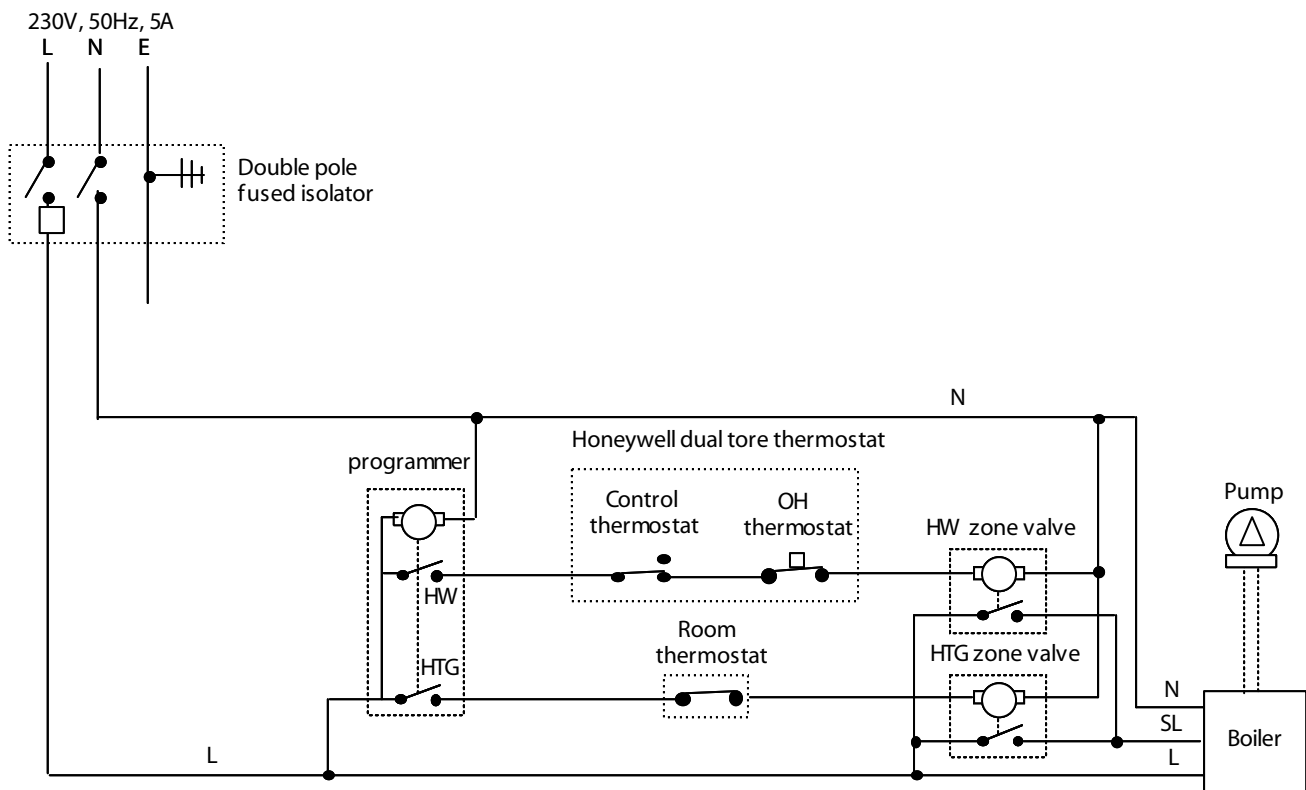 230V, 50Hz, 5A
L N E
Double pole
fused isolator
N
Honeywell dual tore thermostat
programmer
Control
thermostat
OH
thermostat
HW zone valve
Pump
HW
Room
thermostat
HTG zone valve
HTG
N
SL
L
Boiler
L